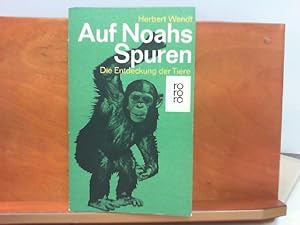 Herbert Wendt
Auf Noahs
Spuren
Die Entdeckung der Tiere
ro
ro
ro